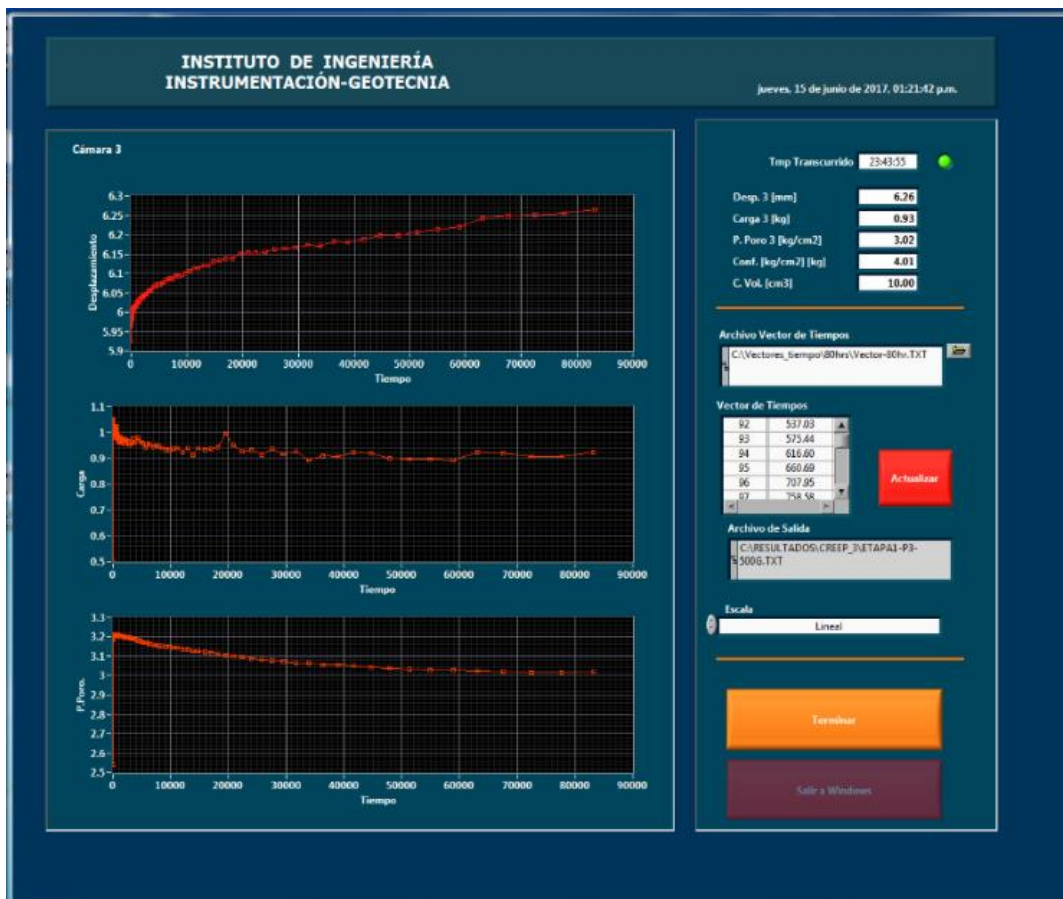 INSTITUTO DE INGENIERÍA
INSTRUMENTACIÓN-GEOTECNIA
jueves, 15 de junio de 2017, 01:21:42 p.m.
Cámara 3
6.3
6.25
6.2
6.15
6.1
6.05
6
5.95
5.9
Desplazamiento
0 10000 20000 30000 40000 50000 60000 70000 80000 90000
Tiempo
1.1
1
0.9
0.8
0.7
0.6
0.5
Carga
0 10000 20000 30000 40000 50000 60000 70000 80000 90000
Tiempo
3.3
3.2
3.1
3
2.9
2.8
2.7
2.6
2.5
P.Poro.
0 10000 20000 30000 40000 50000 60000 70000 80000 90000
Tiempo
Tmp Transcurrido 23:43:55
Desp. 3 [mm] 6.26
Carga 3 [kg] 0.93
P. Poro 3 [kg/cm2] 3.02
Conf. [kg/cm2] [kg] 4.01
C. Vol. [cm3] 10.00
Archivo Vector de Tiempos
C:\Vectores_tiempo\80hrs\Vector-80hr.TXT
Vector de Tiempos
92 537.03
93 575.44
94 616.60
95 660.69
96 707.95
97 758.58
Actualizar
Archivo de Salida
C:\RESULTADOS\CREEP_3\ETAPA1-P3-
500G.TXT
Escala
Lineal
Terminar
Salir a Windows